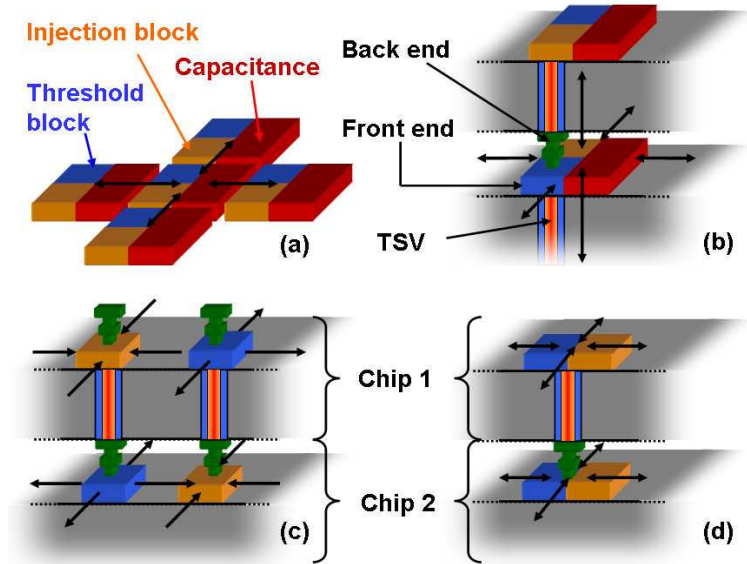 Injection block
Capacitance
Threshold
block
(a)
Back end
Front end
TSV
(b)
Chip 1
Chip 2
(c)
(d)